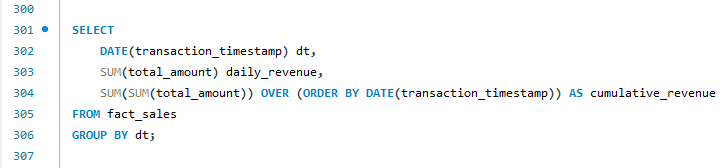 300
301 SELECT
302 DATE(transaction_timestamp) dt,
303 SUM(total_amount) daily_revenue,
304 SUM(SUM(total_amount)) OVER (ORDER BY DATE(transaction_timestamp)) AS cumulative_revenue
305 FROM fact_sales
306 GROUP BY dt;
307